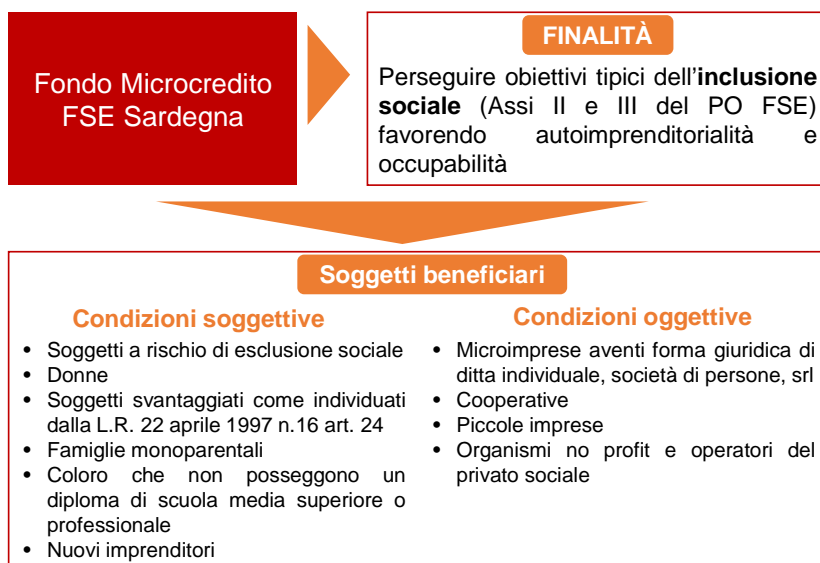 Fondo Microcredito
FSE Sardegna
FINALITÀ
Perseguire obiettivi tipici dell'inclusione
sociale (Assi II e III del PO FSE)
favorendo autoimprenditorialità e
occupabilità
Soggetti beneficiari
Condizioni soggettive
• Soggetti a rischio di esclusione sociale
• Donne
• Soggetti svantaggiati come individuati
dalla L.R. 22 aprile 1997 n.16 art. 24
• Famiglie monoparentali
• Coloro che non posseggono un
diploma di scuola media superiore o
professionale
• Nuovi imprenditori
Condizioni oggettive
• Microimprese aventi forma giuridica di
ditta individuale, società di persone, srl
• Cooperative
• Piccole imprese
• Organismi no profit e operatori del
privato sociale